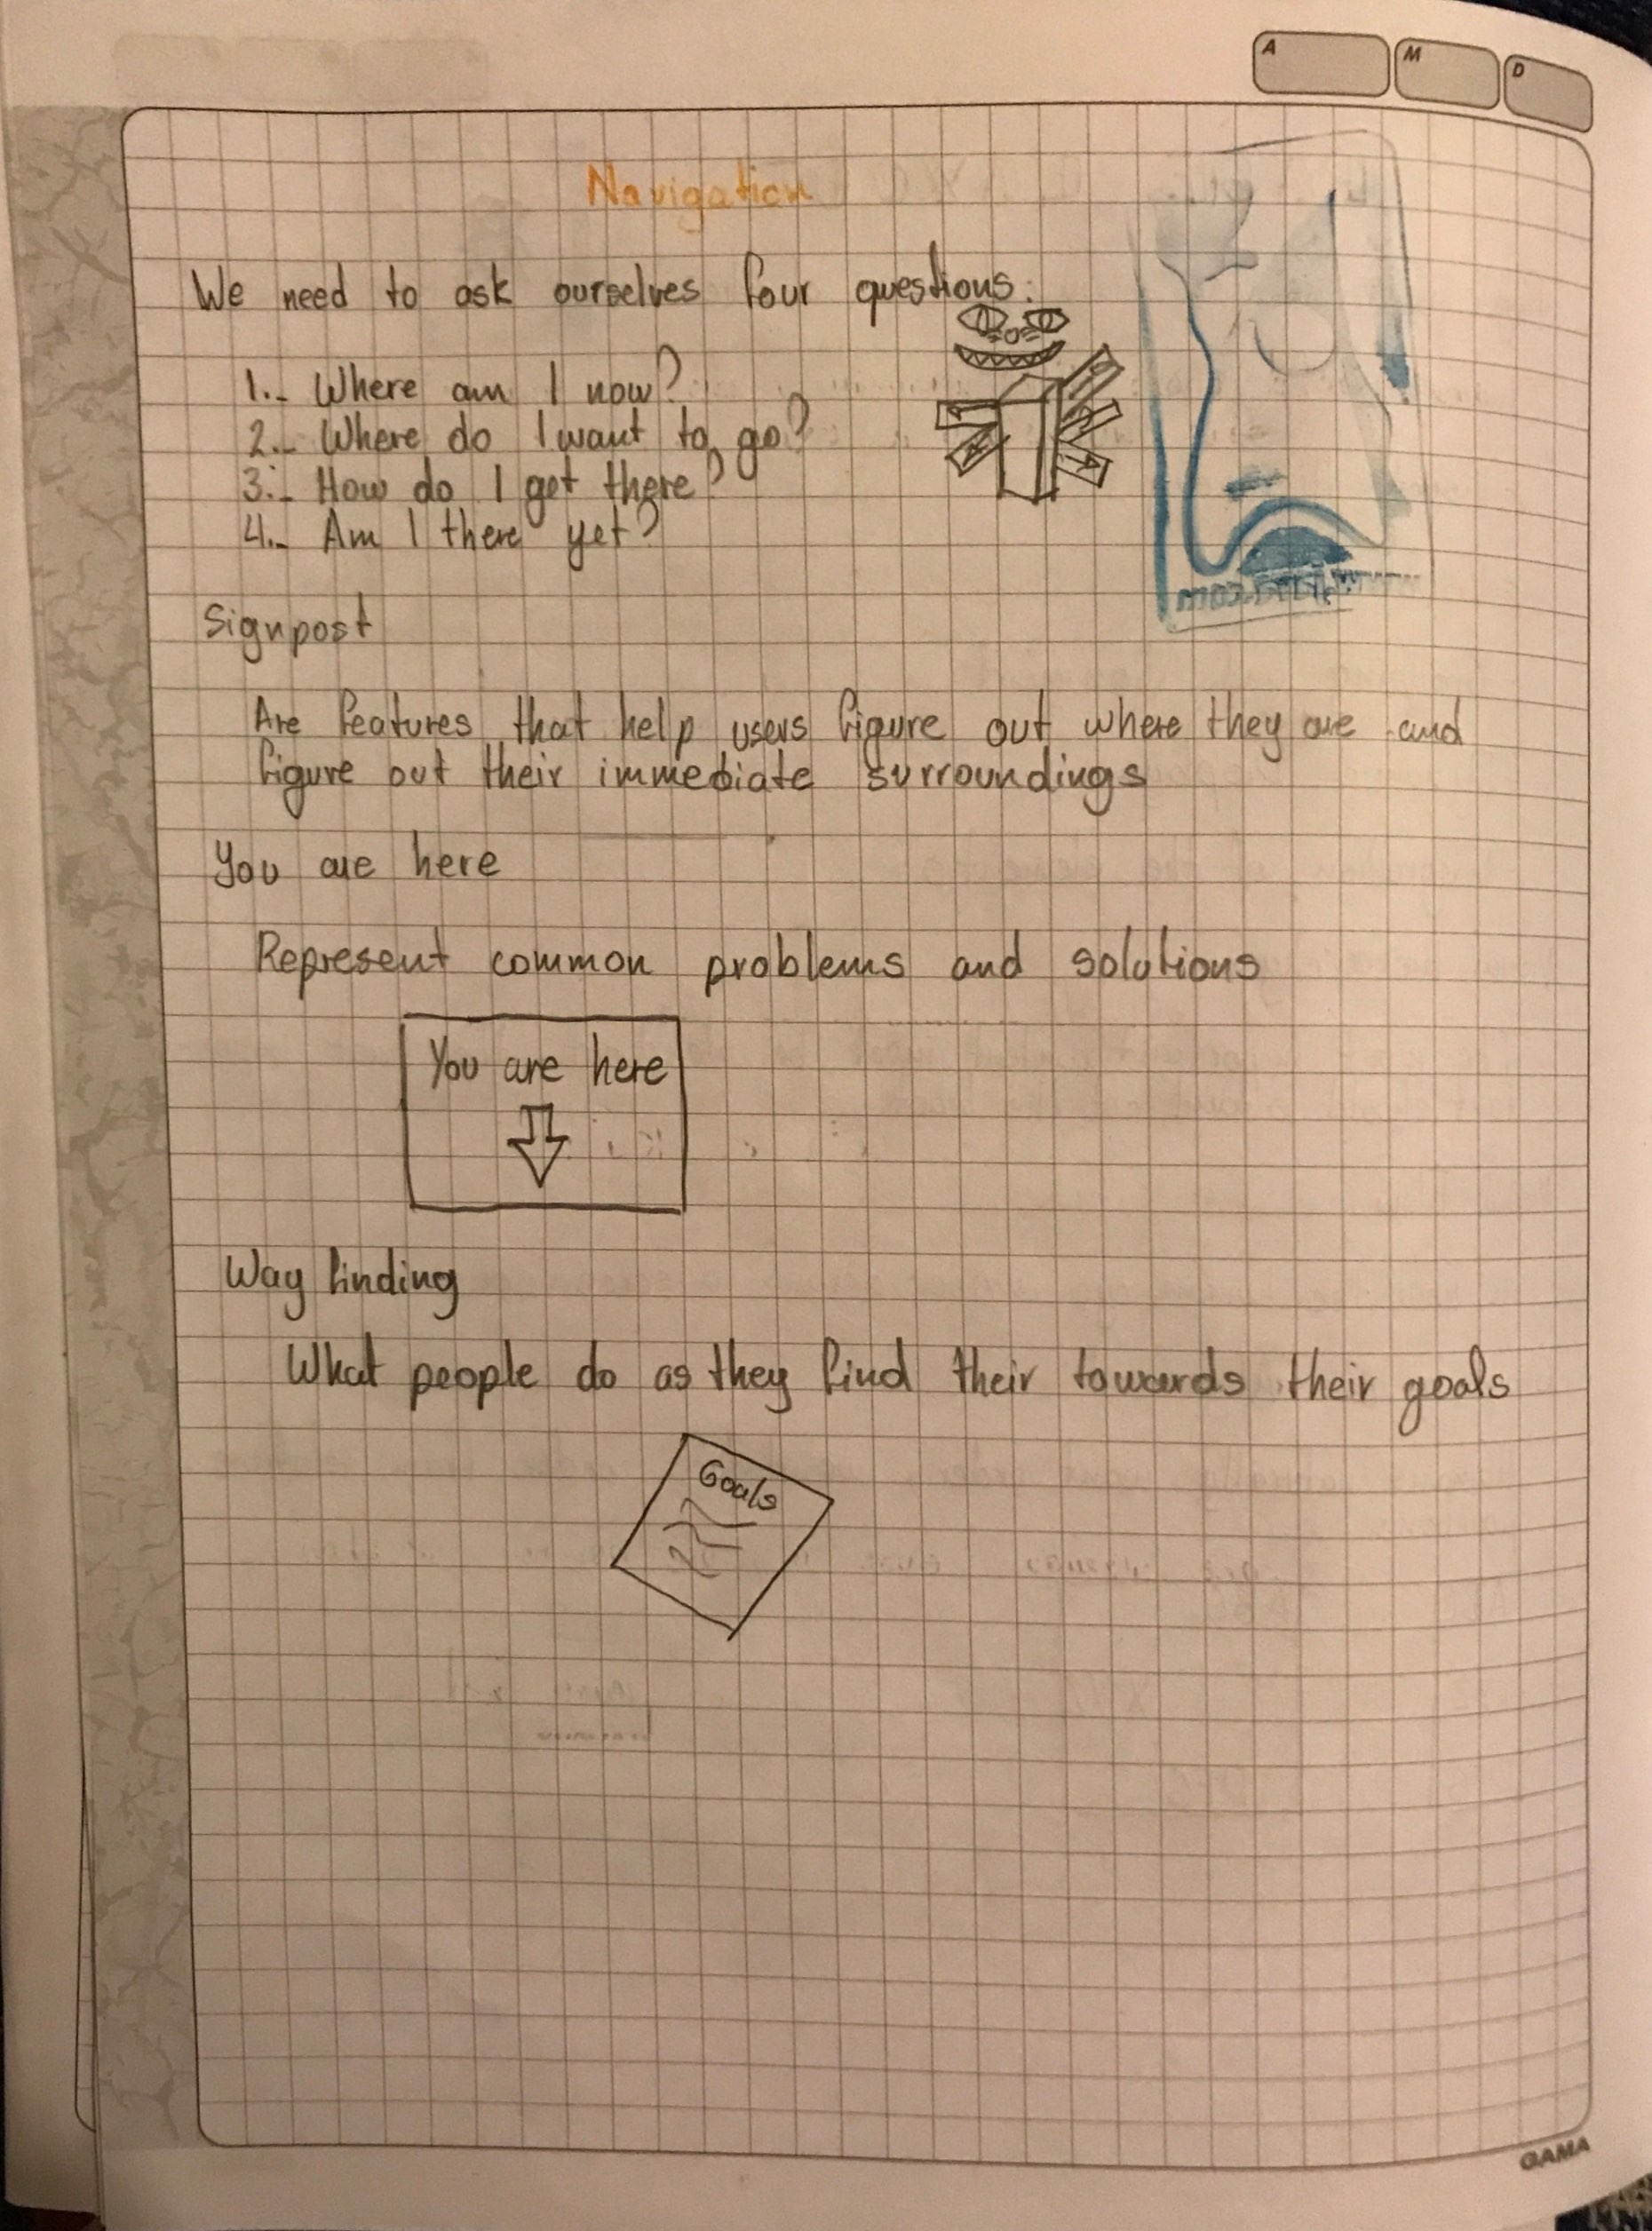 A M D
Navigation
We need to ask ourselves four questions:
1.- Where am I now?
2.- Where do I want to go?
3.- How do I get there?
4.- Am I there yet?
Signpost
Are features that help users figure out where they are and
figure out their immediate surroundings
You are here
Represent common problems and solutions
You are here
Way finding
What people do as they find their towards their goals
Goals
GAMA